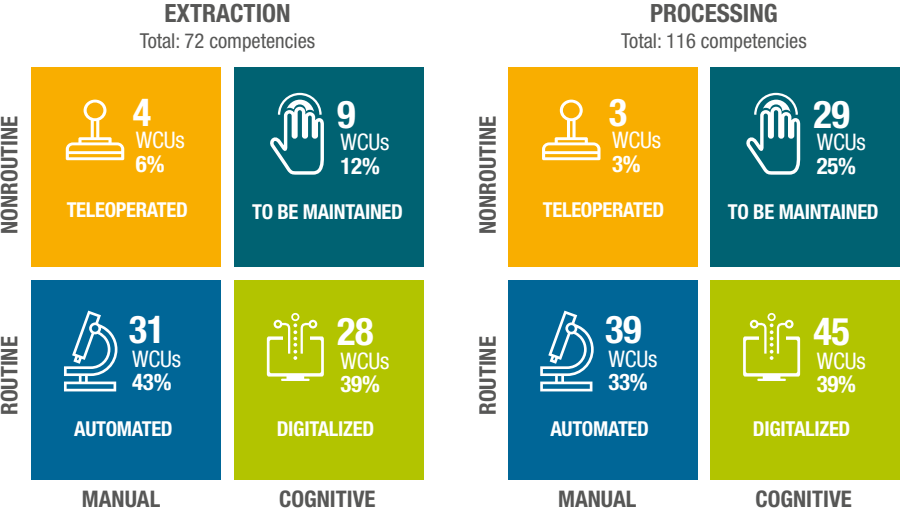 EXTRACTION
Total: 72 competencies
NONROUTINE
4
WCUs
6%
TELEOPERATED
9
WCUs
12%
TO BE MAINTAINED
ROUTINE
31
WCUs
43%
AUTOMATED
28
WCUs
39%
DIGITALIZED
MANUAL
COGNITIVE
PROCESSING
Total: 116 competencies
NONROUTINE
3
WCUs
3%
TELEOPERATED
29
WCUs
25%
TO BE MAINTAINED
ROUTINE
39
WCUs
33%
AUTOMATED
45
WCUs
39%
DIGITALIZED
MANUAL
COGNITIVE